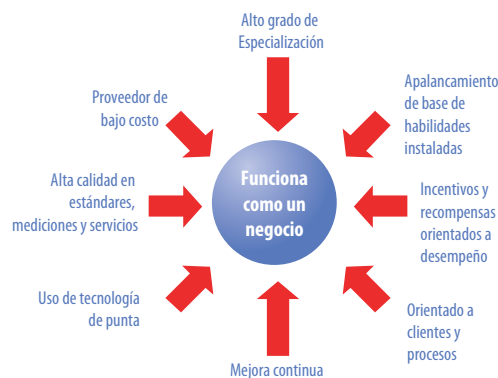 Alto grado de
Especialización
Apalancamiento
de base de
habilidades
instaladas
Proveedor de
bajo costo
Funciona
como un
negocio
Alta calidad en
estándares,
mediciones y servicios
Incentivos y
recompensas
orientados a
desempeño
Uso de tecnología
de punta
Orientado a
clientes y
procesos
Mejora continua